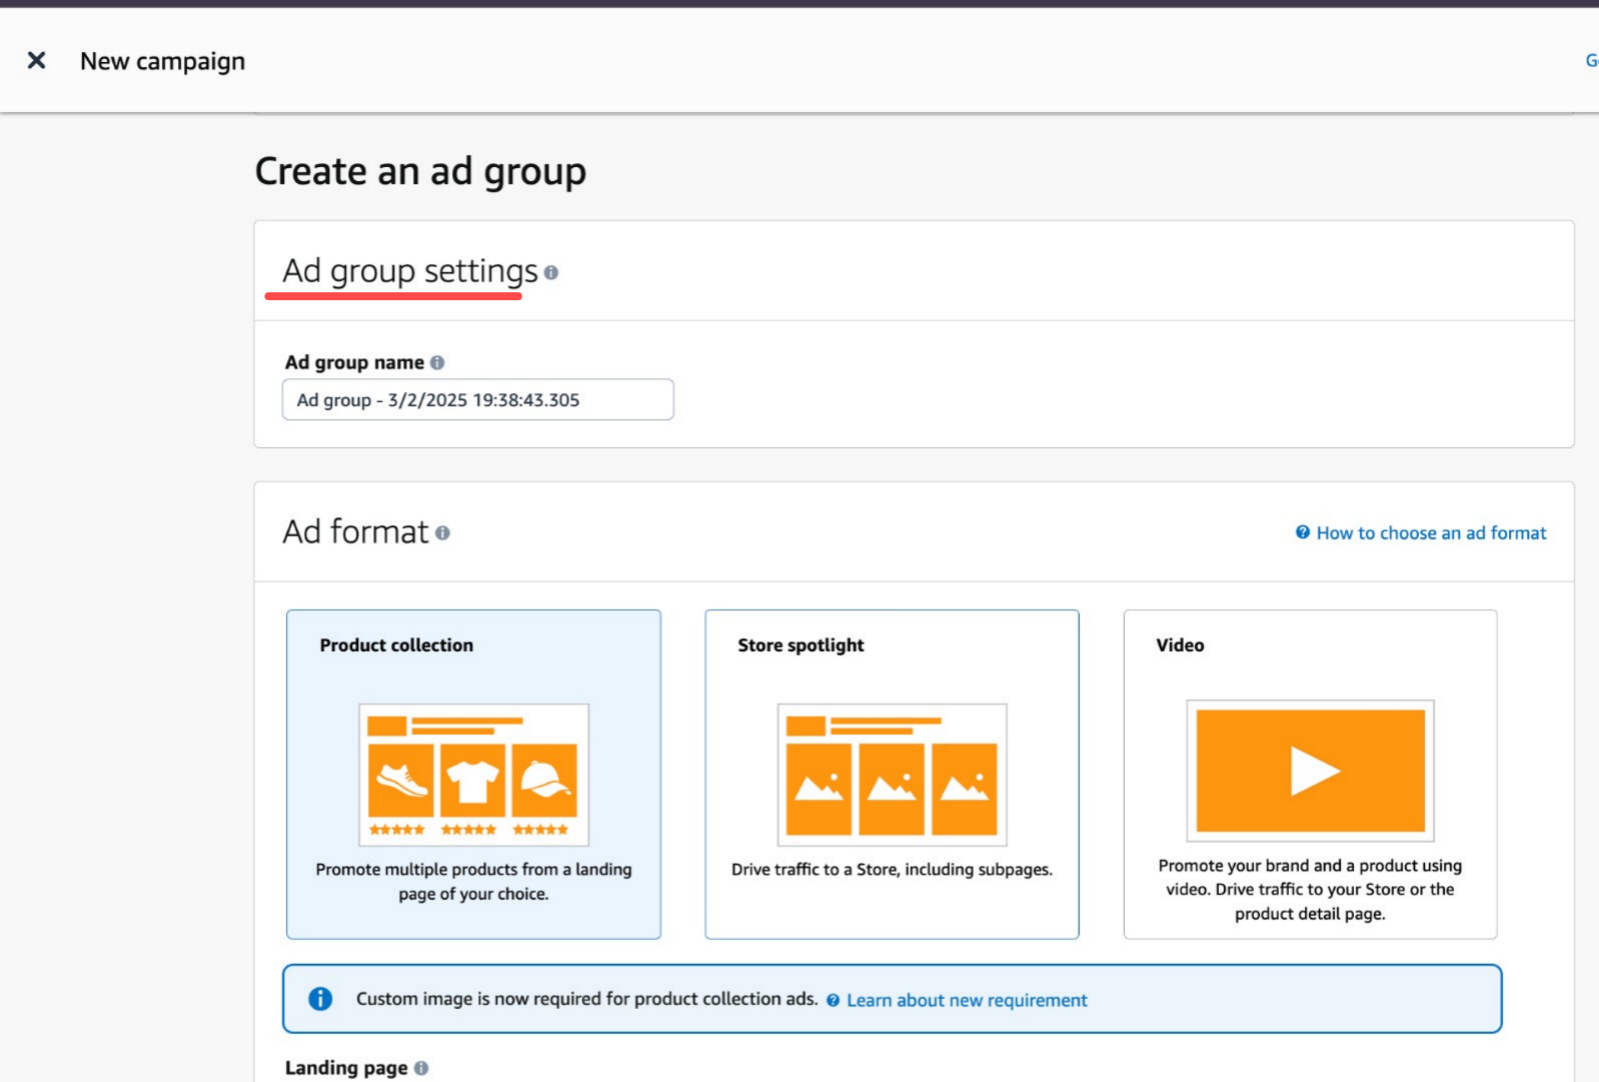 New campaign
Create an ad group
Ad group settings
Ad group name
Ad group - 3/2/2025 19:38:43.305
Ad format
How to choose an ad format
Product collection
Promote multiple products from a landing
page of your choice.
Store spotlight
Drive traffic to a Store, including subpages.
Video
Promote your brand and a product using
video. Drive traffic to your Store or the
product detail page.
Custom image is now required for product collection ads. Learn about new requirement
Landing page